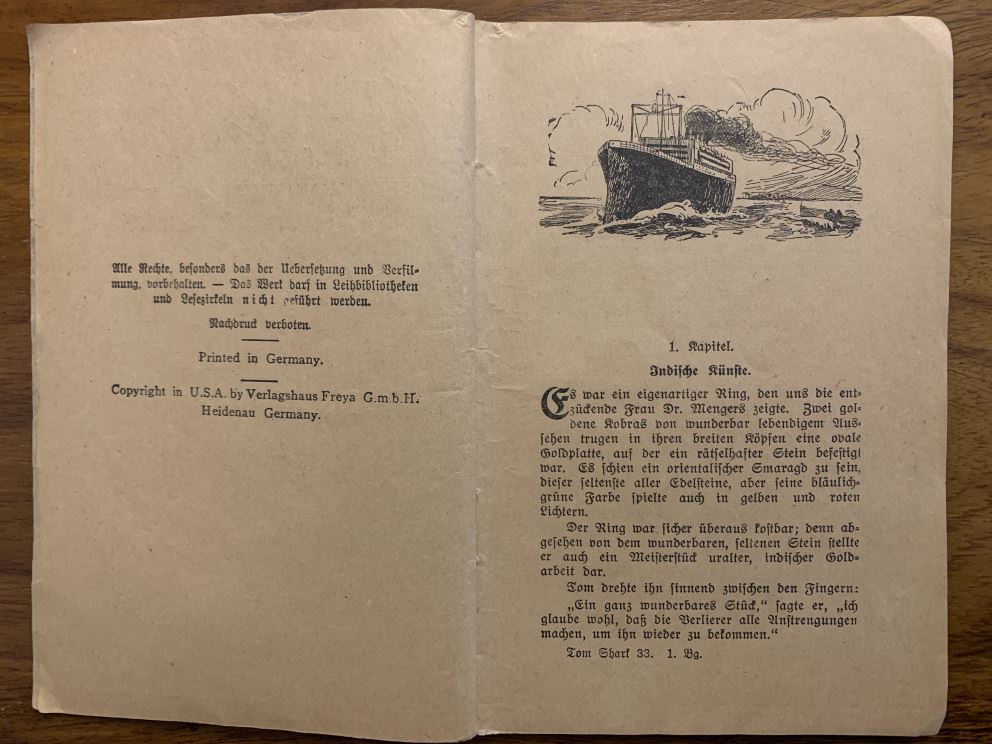 Alle Rechte, besonders das der Uebersetzung und Verfil-
mung, vorbehalten. — Das Werk darf in Leihbibliotheken
und Lesezirkeln nicht geführt werden.
Nachdruck verboten.
Printed in Germany.
Copyright in U.S.A. by Verlagshaus Freya G.m.b.H.
Heidenau Germany.
1. Kapitel.
Indische Künste.
Es war ein eigenartiger Ring, den uns die ent-
zückende Frau Dr. Mengers zeigte. Zwei gol-
dene Kobras von wunderbar lebendigem Aus-
sehen trugen in ihren breiten Köpfen eine ovale
Goldplatte, auf der ein rätselhafter Stein befestigt
war. Es schien ein orientalischer Smaragd zu sein,
dieser seltenste aller Edelsteine, aber seine bläulich-
grüne Farbe spielte auch in gelben und roten
Lichtern.
Der Ring war sicher überaus kostbar; denn ab-
gesehen von dem wunderbaren, seltenen Stein stellte
er auch ein Meisterstück uralter, indischer Gold-
arbeit dar.
Tom drehte ihn sinnend zwischen den Fingern:
„Ein ganz wunderbares Stück,“ sagte er, „ich
glaube wohl, daß die Verlierer alle Anstrengungen
machen, um ihn wieder zu bekommen.“
Tom Shark 33. 1. Bg.